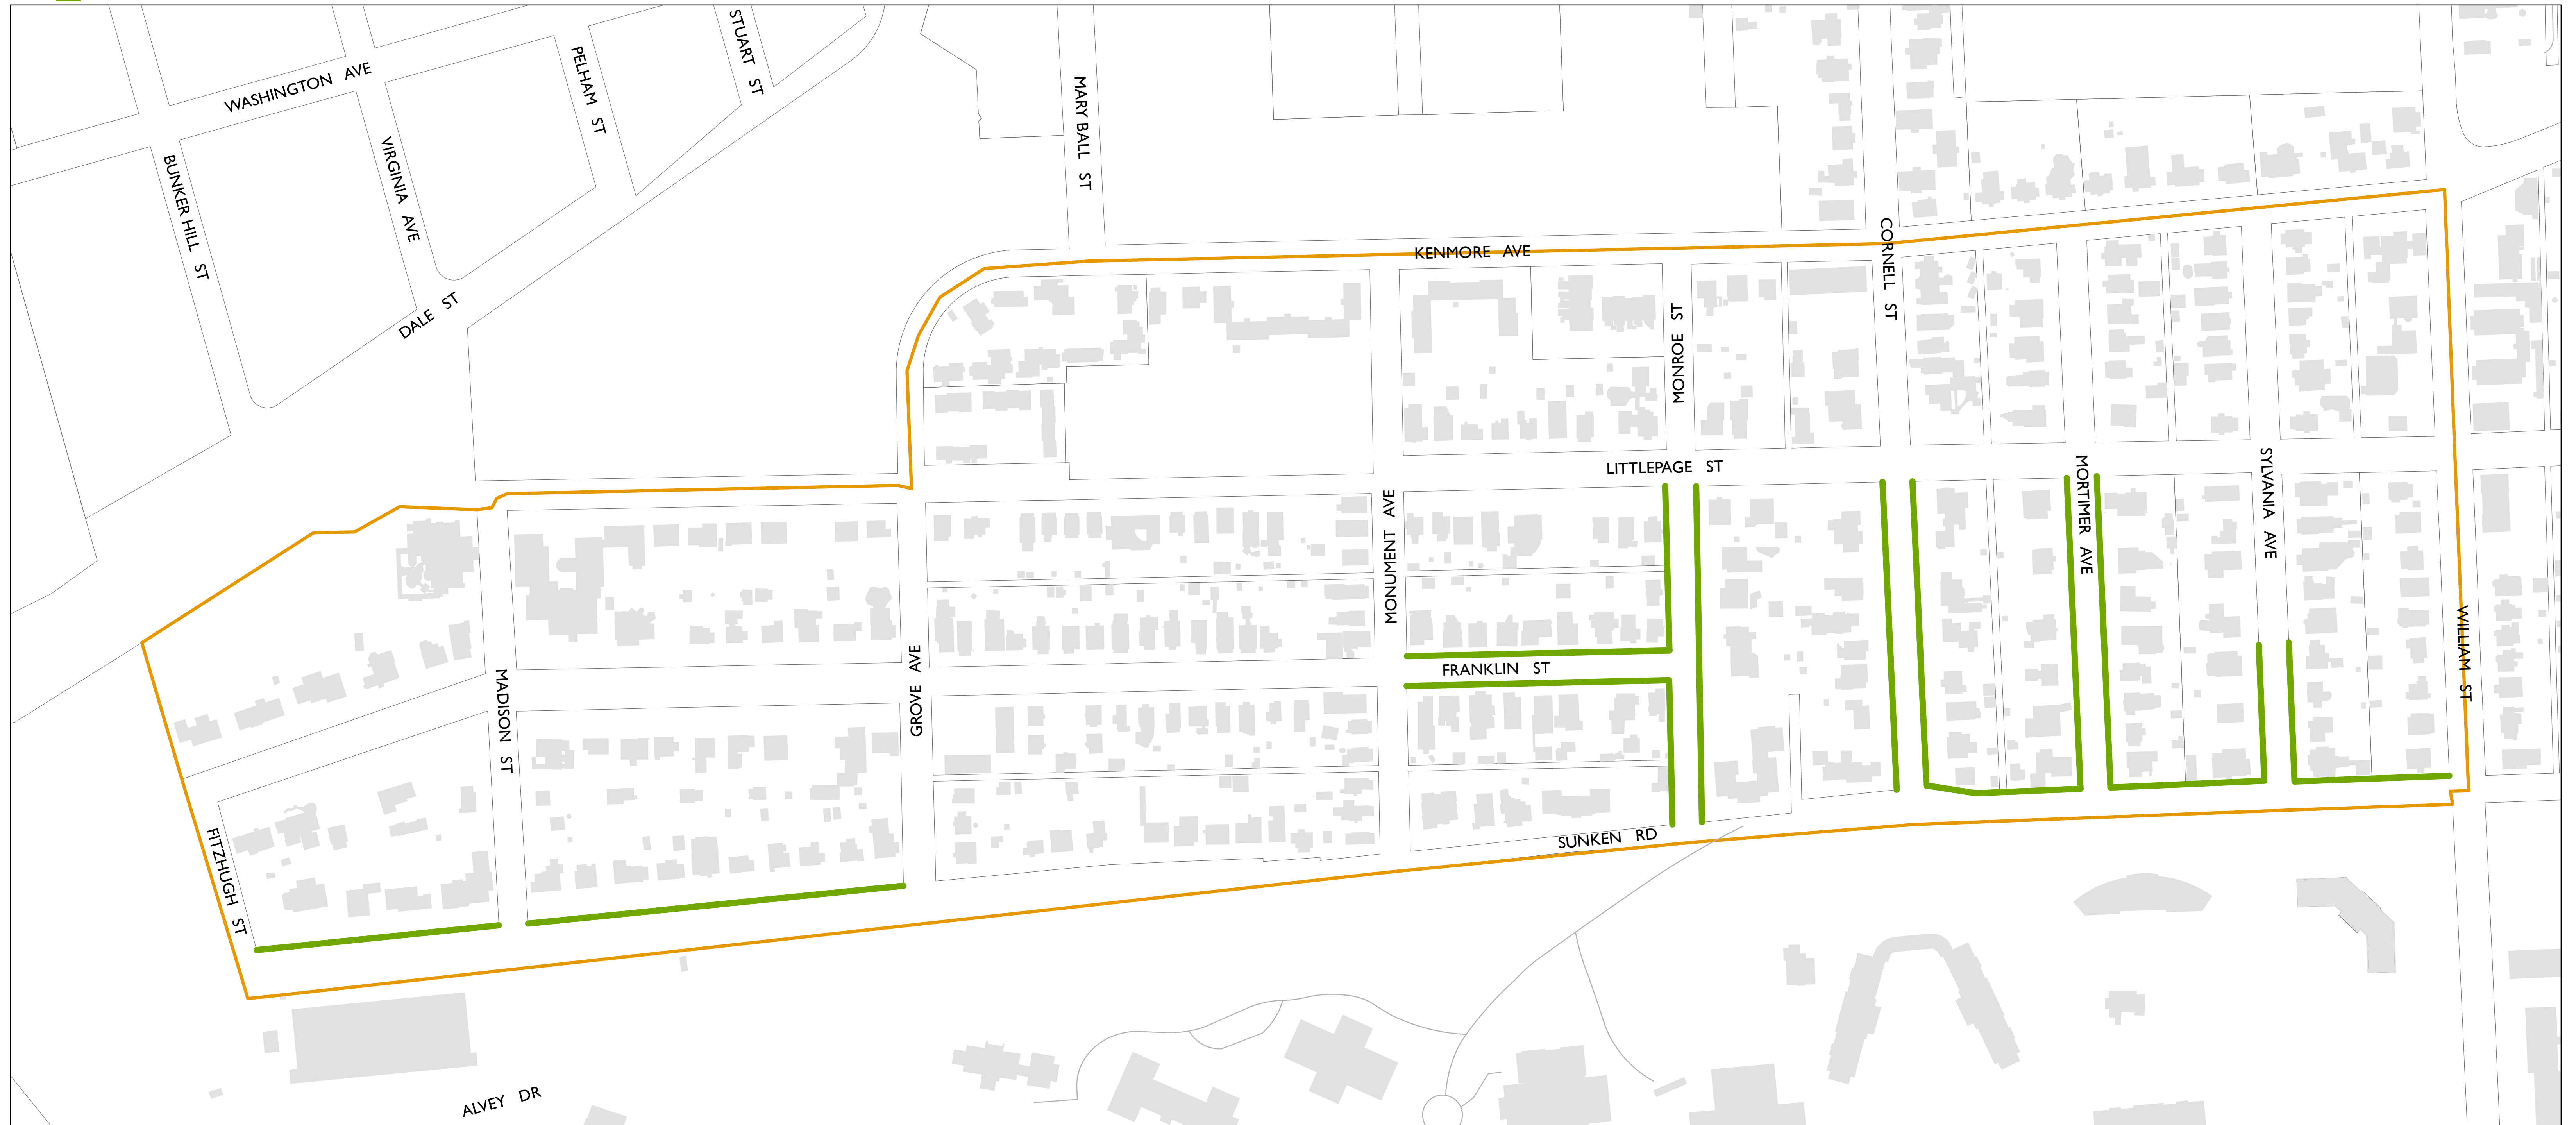 WASHINGTON AVE
PELHAM ST
STUART ST
MARY BALL ST
BUNKER HILL ST
VIRGINIA AVE
DALE ST
KENMORE AVE
CORNELL ST
MONROE ST
LITTLEPAGE ST
MONUMENT AVE
MORTIMER AVE
SYLVANIA AVE
WILLIAM ST
FRANKLIN ST
GROVE AVE
MADISON ST
FITZHUGH ST
SUNKEN RD
ALVEY DR